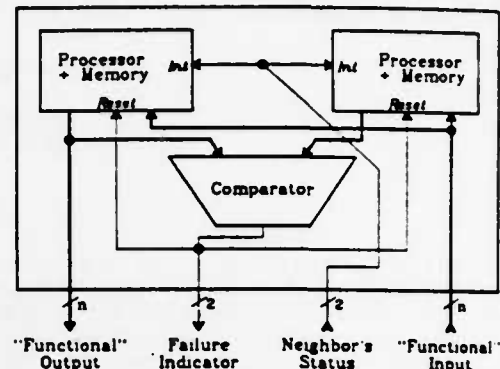 Processor
+ Memory
Int
Reset
Int
Processor
+ Memory
Reset
Comparator
n
2
2
n
"Functional"
Output
Failure
Indicator
Neighbor's
Status
"Functional"
Input